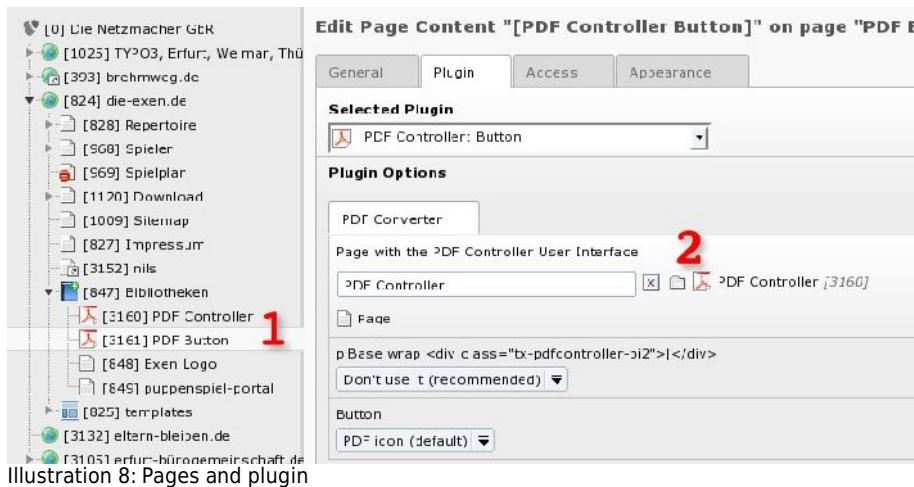 [0] Die Netzmacher GbR
[1025] TYPO3, Erfurt, Weimar, Thü
[393] brehmweg.de
[824] die-exen.de
[828] Repertoire
[968] Spieler
[969] Spielplan
[1120] Download
[1009] Sitemap
[827] Impressum
[3152] nils
[847] Bibliotheken
[3160] PDF Controller
1
[3161] PDF Button
[848] Exen Logo
[849] puppenspiel-portal
[825] templates
[3132] eltern-bleiben.de
[3105] erfurt-bürogemeinschaft.de
Edit Page Content "[PDF Controller Button]" on page "PDF B
General Plugin Access Appearance
Selected Plugin
PDF Controller: Button
Plugin Options
PDF Converter
2
Page with the PDF Controller User Interface
PDF Controller x PDF Controller [3160]
Page
pBase wrap <div class="tx-pdfcontroller-pi2">|</div>
Don't use it (recommended)
Button
PDF icon (default)
Illustration 8: Pages and plugin